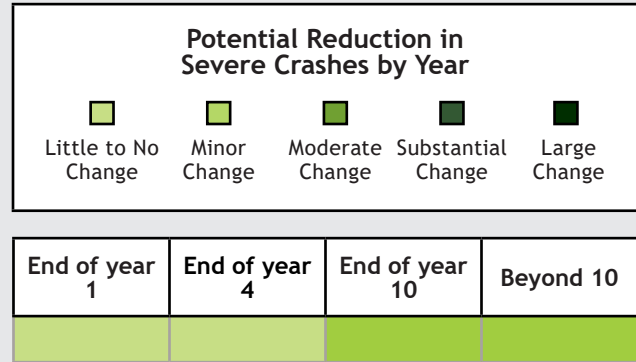 Potential Reduction in
Severe Crashes by Year
Little to No
Change
Minor
Change
Moderate
Change
Substantial
Change
Large
Change
End of year
1
End of year
4
End of year
10
Beyond 10